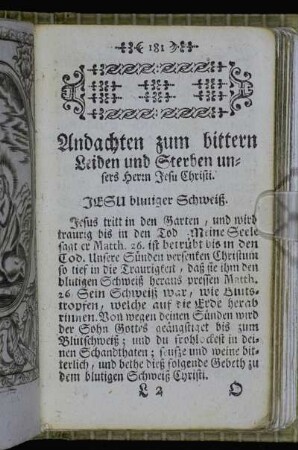 181
Andachten zum bittern
Leiden und Sterben un-
sers Herrn Jesu Christi.
JESU blutiger Schweiß.
Jesus tritt in den Garten, und wird
traurig bis in den Tod. Meine Seele
sagt er Matth. 26. ist betrübt bis in den
Tod. Unsere Sünden versenken Christum
so tief in die Traurigkeit, daß sie ihm den
blutigen Schweiß heraus pressen Matth.
26. Sein Schweiß war, wie Bluts-
tropfen, welche auf die Erde herab
rinnen. Von wegen deinen Sünden wird
der Sohn Gottes geängstiget bis zum
Blutschweiß; und du frohlockest in dei-
nen Schandthaten; seufze und weine bit-
terlich, und bethe dieß folgende Gebeth zu
dem blutigen Schweiß Christi.
L 2 O